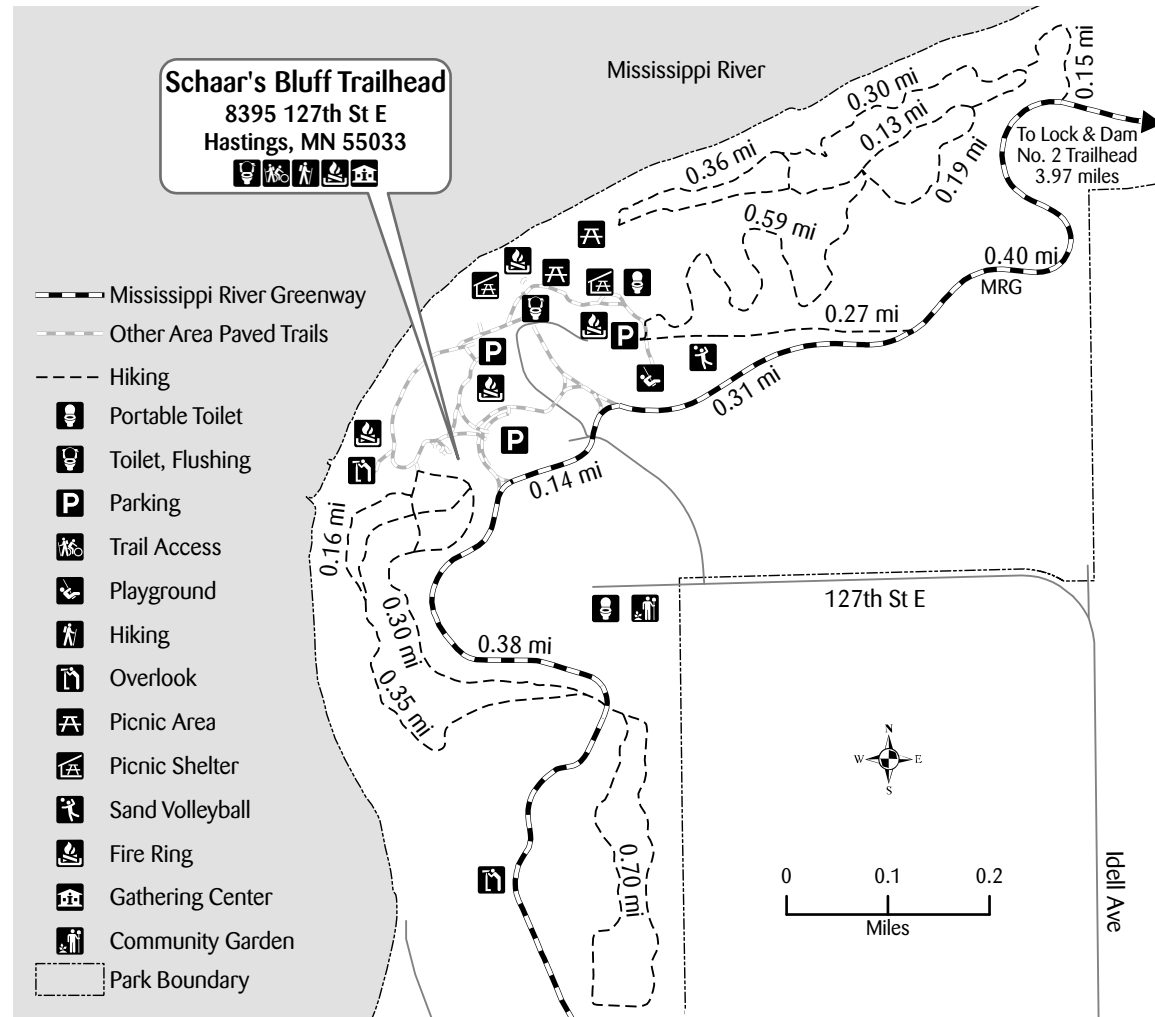 Schaar's Bluff Trailhead
8395 127th St E
Hastings, MN 55033
Mississippi River
0.15 mi
0.30 mi
0.13 mi
0.36 mi
0.19 mi
0.59 mi
To Lock & Dam
No. 2 Trailhead
3.97 miles
0.40 mi
MRG
0.27 mi
0.31 mi
0.14 mi
0.16 mi
0.30 mi
0.35 mi
0.38 mi
0.70 mi
127th St E
Idell Ave
P
P
P
Mississippi River Greenway
Other Area Paved Trails
Hiking
Portable Toilet
Toilet, Flushing
P Parking
Trail Access
Playground
Hiking
Overlook
Picnic Area
Picnic Shelter
Sand Volleyball
Fire Ring
Gathering Center
Community Garden
Park Boundary
N
W E
S
0 0.1 0.2
Miles